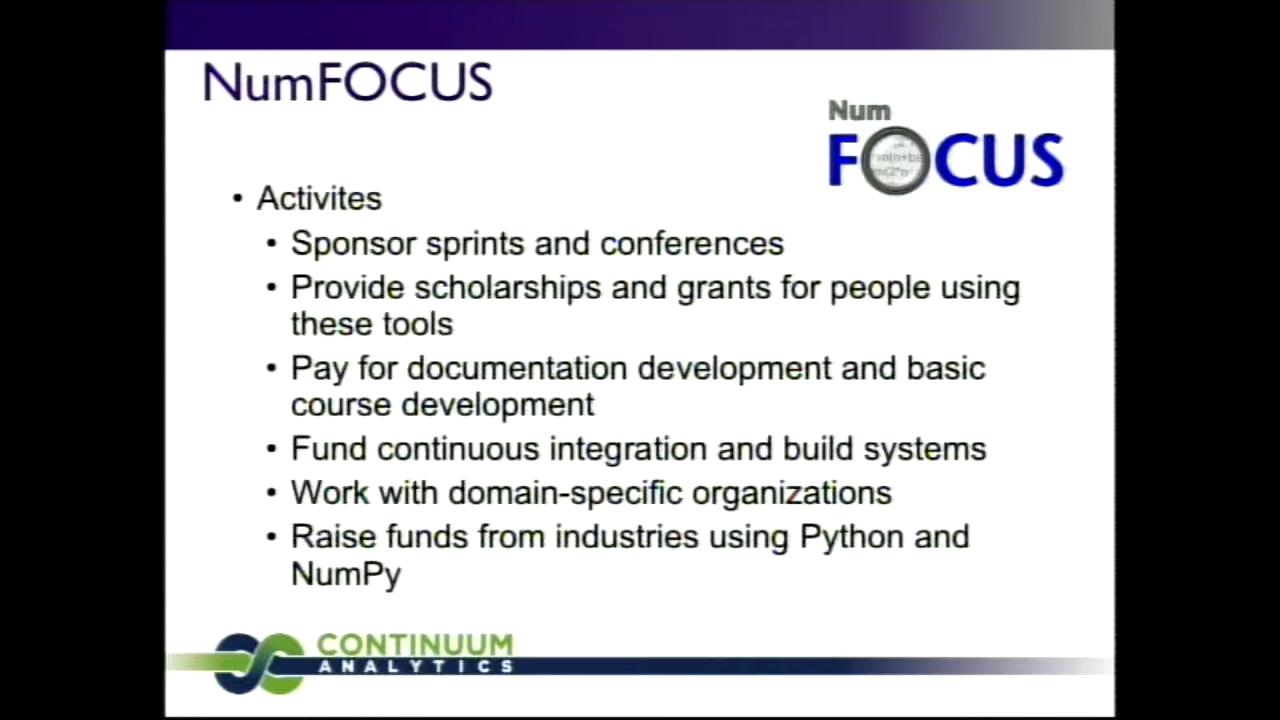 NumFOCUS
Num
FOCUS
• Activites
• Sponsor sprints and conferences
• Provide scholarships and grants for people using
these tools
• Pay for documentation development and basic
course development
• Fund continuous integration and build systems
• Work with domain-specific organizations
• Raise funds from industries using Python and
NumPy
CONTINUUM
ANALYTICS